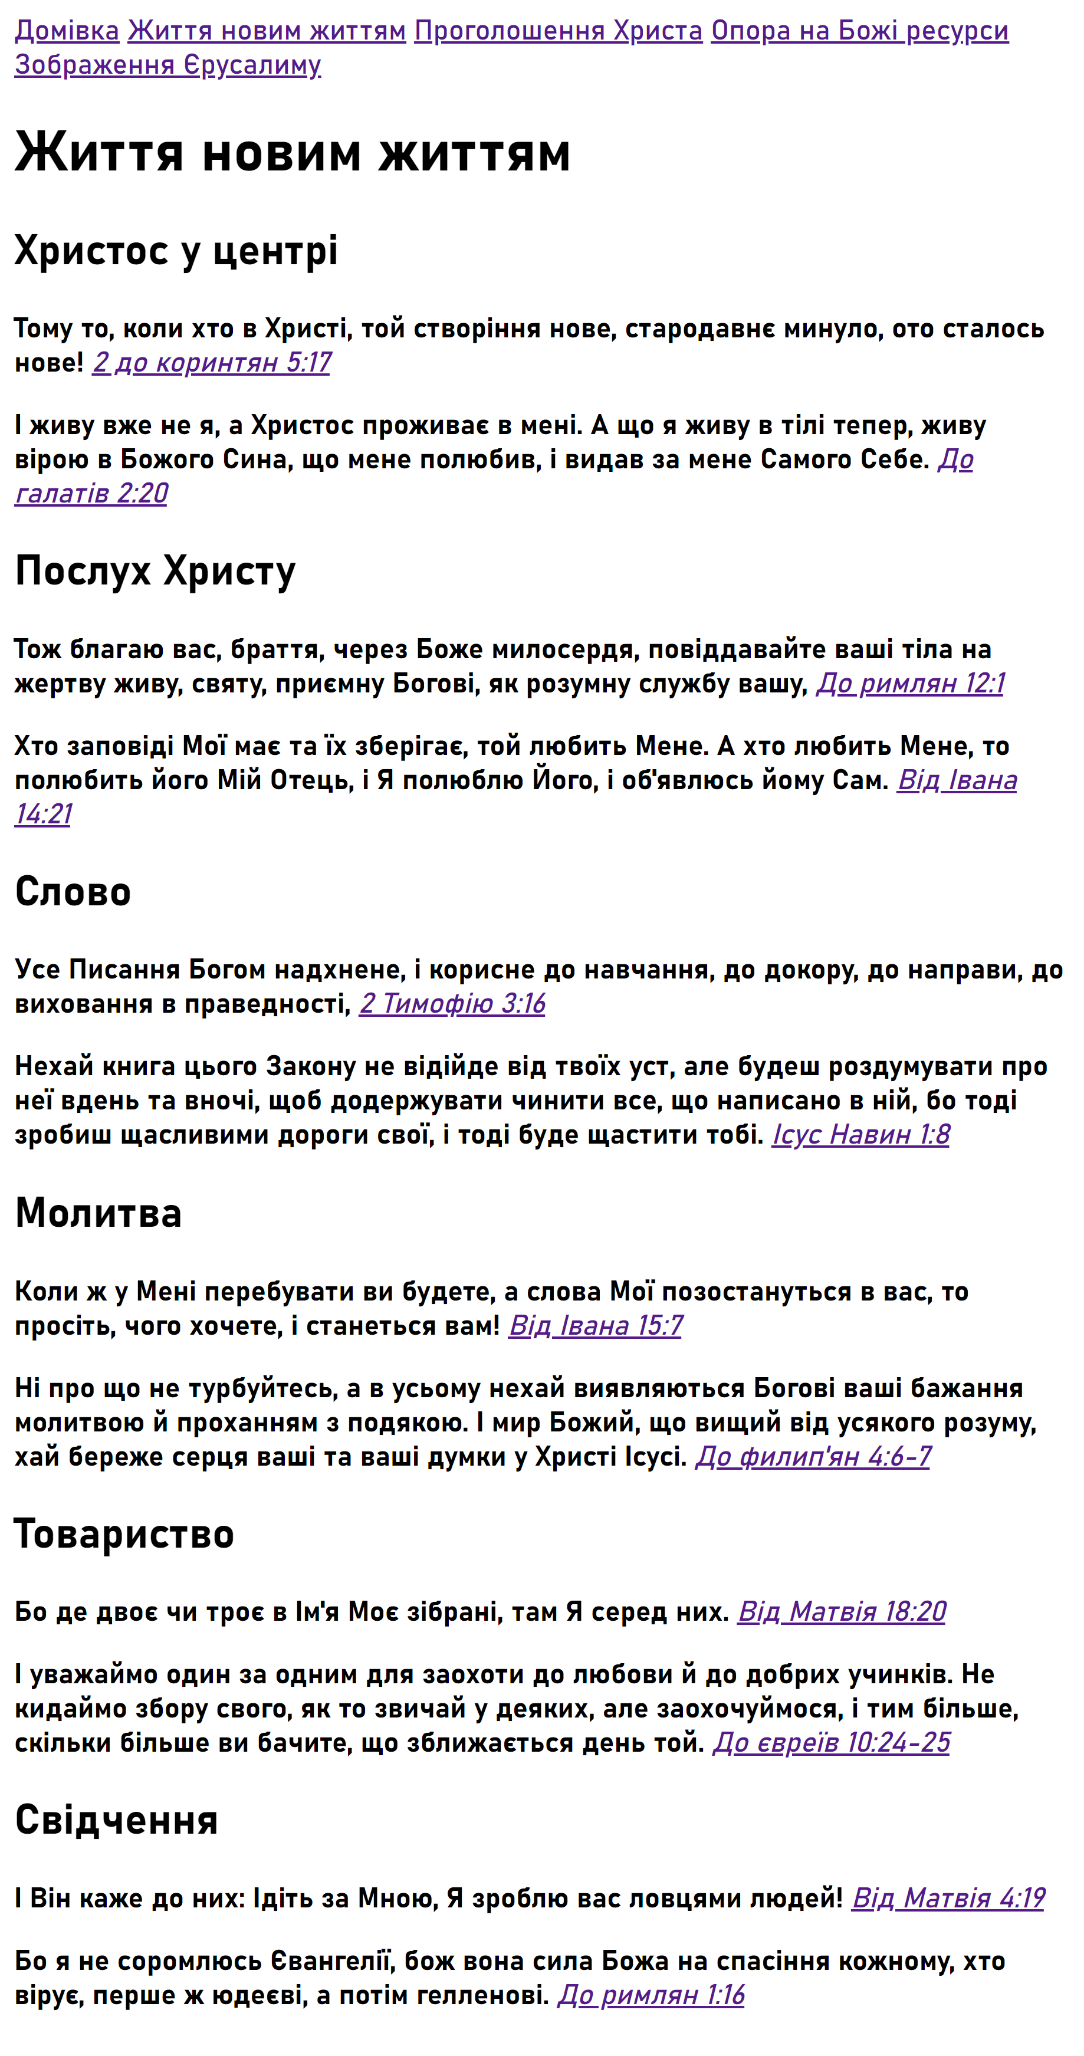 Домівка Життя новим життям Проголошення Христа Опора на Божі ресурси
Зображення Єрусалиму
Життя новим життям
Христос у центрі
Тому то, коли хто в Христі, той створіння нове, стародавнє минуло, ото сталось
нове! 2 до коринтян 5:17
І живу вже не я, а Христос проживає в мені. А що я живу в тілі тепер, живу
вірою в Божого Сина, що мене полюбив, і видав за мене Самого Себе. До
галатів 2:20
Послух Христу
Тож благаю вас, браття, через Боже милосердя, повіддавайте ваші тіла на
жертву живу, святу, приємну Богові, як розумну службу вашу, До римлян 12:1
Хто заповіді Мої має та їх зберігає, той любить Мене. А хто любить Мене, то
полюбить його Мій Отець, і Я полюблю Його, і об'явлюсь йому Сам. Від Івана
14:21
Слово
Усе Писання Богом надхнене, і корисне до навчання, до докору, до направи, до
виховання в праведності, 2 Тимофію 3:16
Нехай книга цього Закону не відійде від твоїх уст, але будеш роздумувати про
неї вдень та вночі, щоб додержувати чинити все, що написано в ній, бо тоді
зробиш щасливими дороги свої, і тоді буде щастити тобі. Ісус Навин 1:8
Молитва
Коли ж у Мені перебувати ви будете, а слова Мої позостануться в вас, то
просіть, чого хочете, і станеться вам! Від Івана 15:7
Ні про що не турбуйтесь, а в усьому нехай виявляються Богові ваші бажання
молитвою й проханням з подякою. І мир Божий, що вищий від усякого розуму,
хай береже серця ваші та ваші думки у Христі Ісусі. До филип'ян 4:6-7
Товариство
Бо де двоє чи троє в Ім'я Моє зібрані, там Я серед них. Від Матвія 18:20
І уважаймо один за одним для заохоти до любови й до добрих учинків. Не
кидаймо збору свого, як то звичай у деяких, але заохочуймося, і тим більше,
скільки більше ви бачите, що зближається день той. До євреїв 10:24-25
Свідчення
І Він каже до них: Ідіть за Мною, Я зроблю вас ловцями людей! Від Матвія 4:19
Бо я не соромлюсь Євангелії, бож вона сила Божа на спасіння кожному, хто
вірує, перше ж юдеєві, а потім гелленові. До римлян 1:16